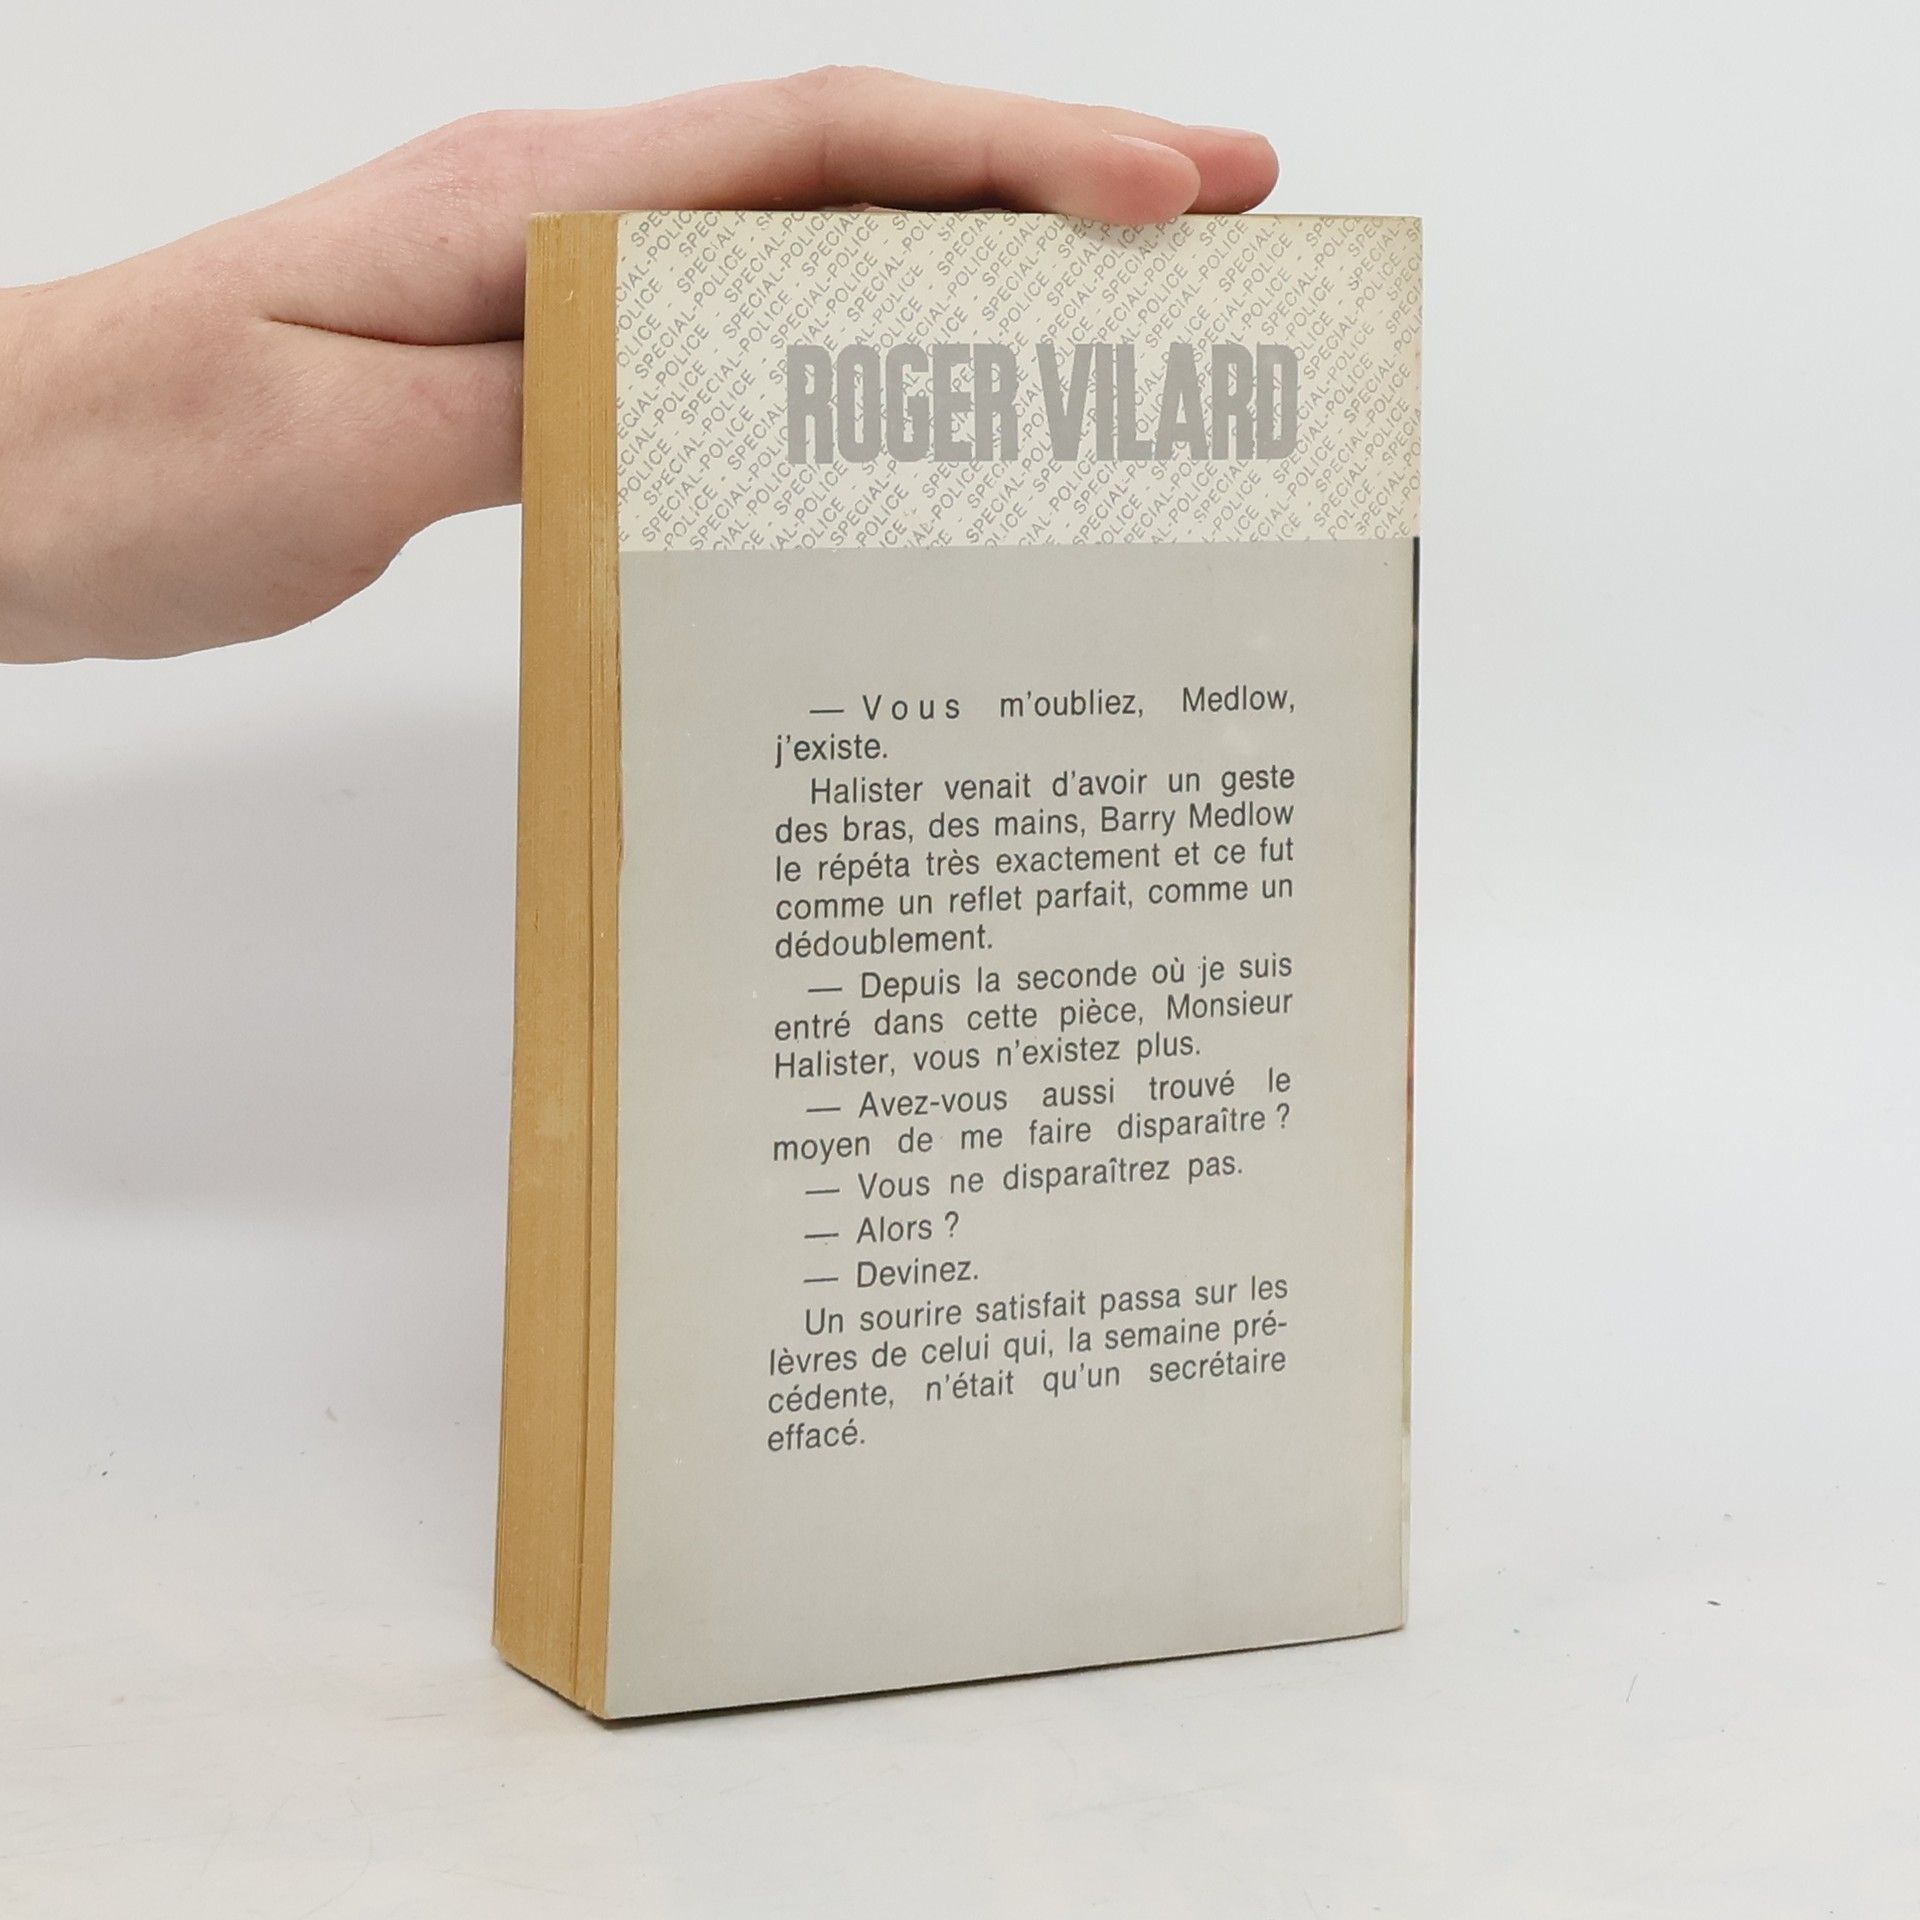 ROGER VILARD
— Vous m'oubliez, Medlow,
j'existe.
Halister venait d'avoir un geste
des bras, des mains, Barry Medlow
le répéta très exactement et ce fut
comme un reflet parfait, comme un
dédoublement.
— Depuis la seconde où je suis
entré dans cette pièce, Monsieur
Halister, vous n'existez plus.
— Avez-vous aussi trouvé le
moyen de me faire disparaître ?
— Vous ne disparaîtrez pas.
— Alors ?
— Devinez.
Un sourire satisfait passa sur les
lèvres de celui qui, la semaine pré-
cédente, n'était qu'un secrétaire
effacé.